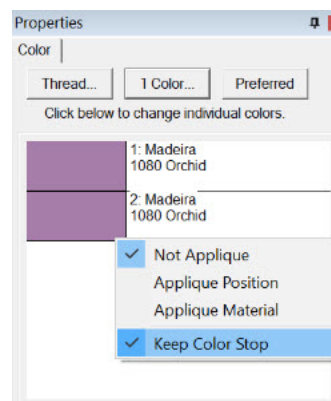 Properties
Color
Thread... 1 Color... Preferred
Click below to change individual colors.
1: Madeira
1080 Orchid
2: Madeira
1080 Orchid
Not Applique
Applique Position
Applique Material
Keep Color Stop